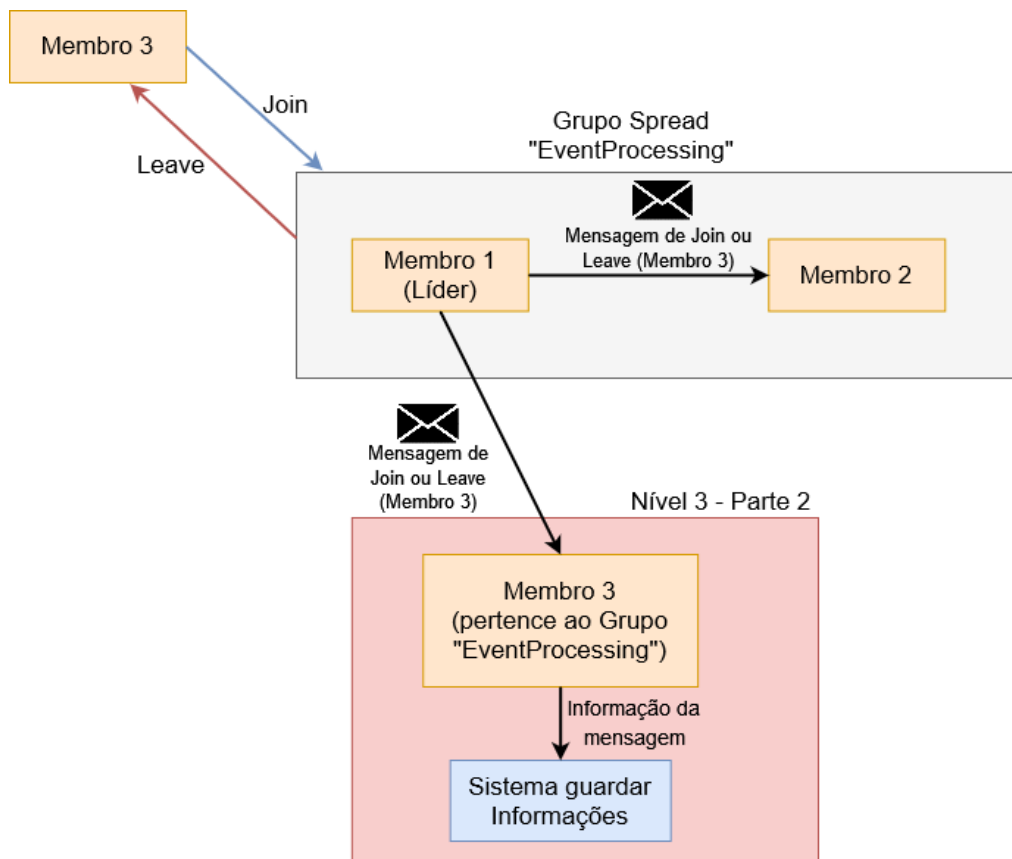 Membro 3
Join
Leave
Grupo Spread
"EventProcessing"
Mensagem de Join ou
Leave (Membro 3)
Membro 1
(Líder)
Membro 2
Mensagem de
Join ou Leave
(Membro 3)
Nível 3 - Parte 2
Membro 3
(pertence ao Grupo
"EventProcessing")
Informação da
mensagem
Sistema guardar
Informações